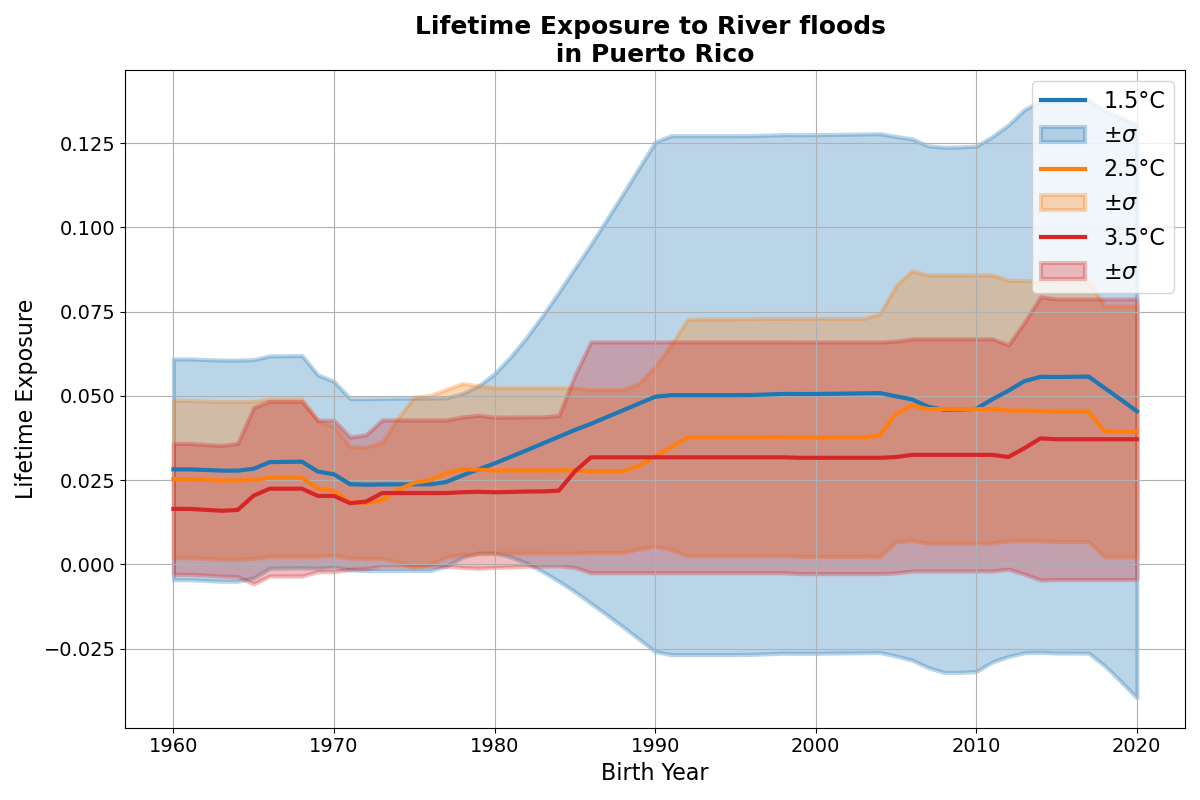 Lifetime Exposure to River floods
in Puerto Rico
1.5°C
±σ
2.5°C
±σ
3.5°C
±σ
Lifetime Exposure
0.125
0.100
0.075
0.050
0.025
0.000
−0.025
1960
1970
1980
1990
2000
2010
2020
Birth Year